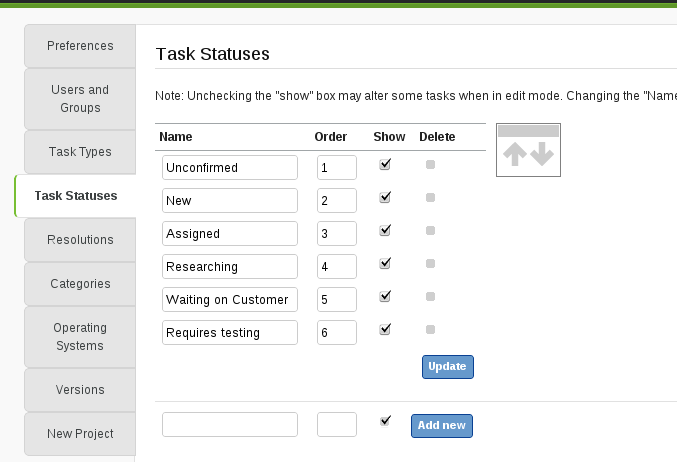 Preferences
Users and
Groups
Task Types
Task Statuses
Resolutions
Categories
Operating
Systems
Versions
New Project
Task Statuses
Note: Unchecking the "show" box may alter some tasks when in edit mode. Changing the "Name
Name Order Show Delete
Unconfirmed 1
New 2
Assigned 3
Researching 4
Waiting on Customer 5
Requires testing 6
Update
Add new